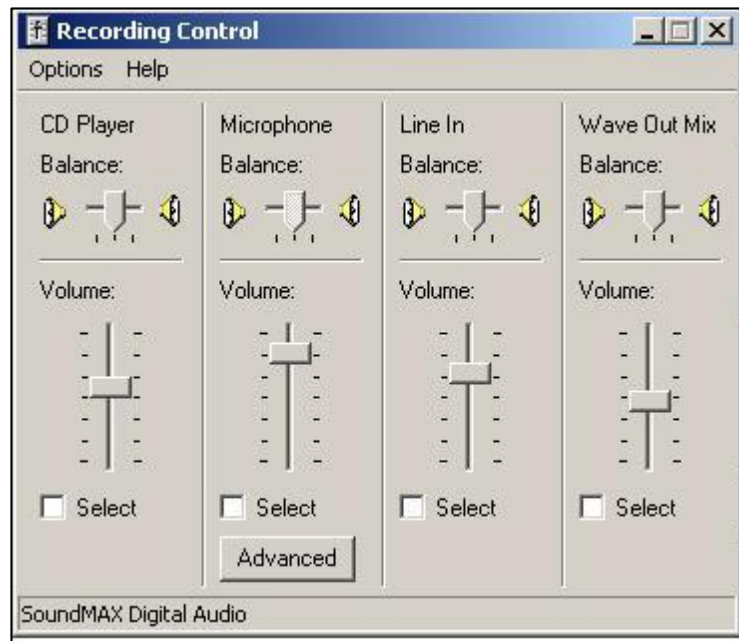 Recording Control
Options Help
CD Player Microphone Line In Wave Out Mix
Balance: Balance: Balance: Balance:
Volume: Volume: Volume: Volume:
Select Select Select Select
Advanced
SoundMAX Digital Audio